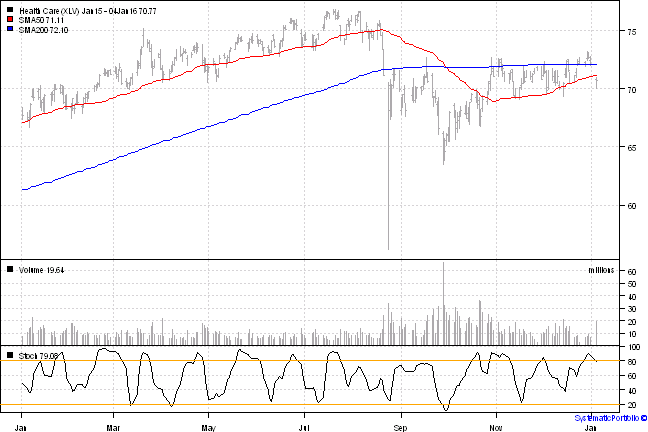 Health Care (XLV) Jan 15 - 04Jan16 70.77
SMA50 71.11
SMA200 72.10
75
70
65
60
Volume 19.64
millions
60
50
40
30
20
10
Stoch 79.06
100
80
60
40
20
Jan Mar May Jul Sep Nov Jan
SystematicPortfolio ©